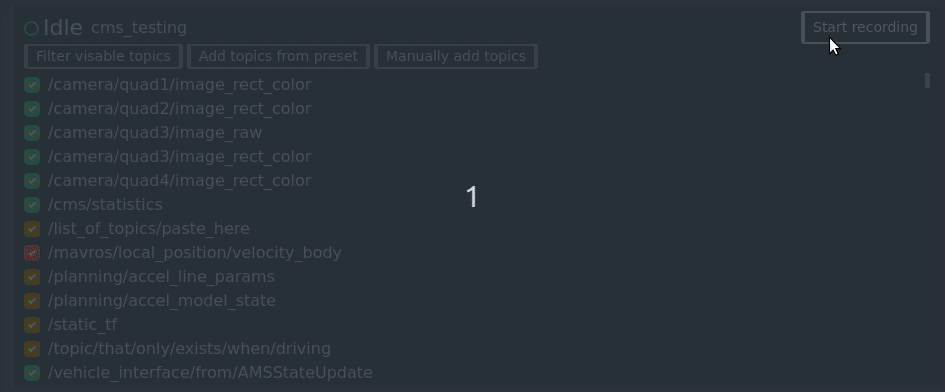 Idle cms_testing Start recording
Filter visable topics Add topics from preset Manually add topics
/camera/quad1/image_rect_color
/camera/quad2/image_rect_color
/camera/quad3/image_raw
/camera/quad3/image_rect_color
/camera/quad4/image_rect_color
1
/cms/statistics
/list_of_topics/paste_here
/mavros/local_position/velocity_body
/planning/accel_line_params
/planning/accel_model_state
/static_tf
/topic/that/only/exists/when/driving
/vehicle_interface/from/AMSStateUpdate